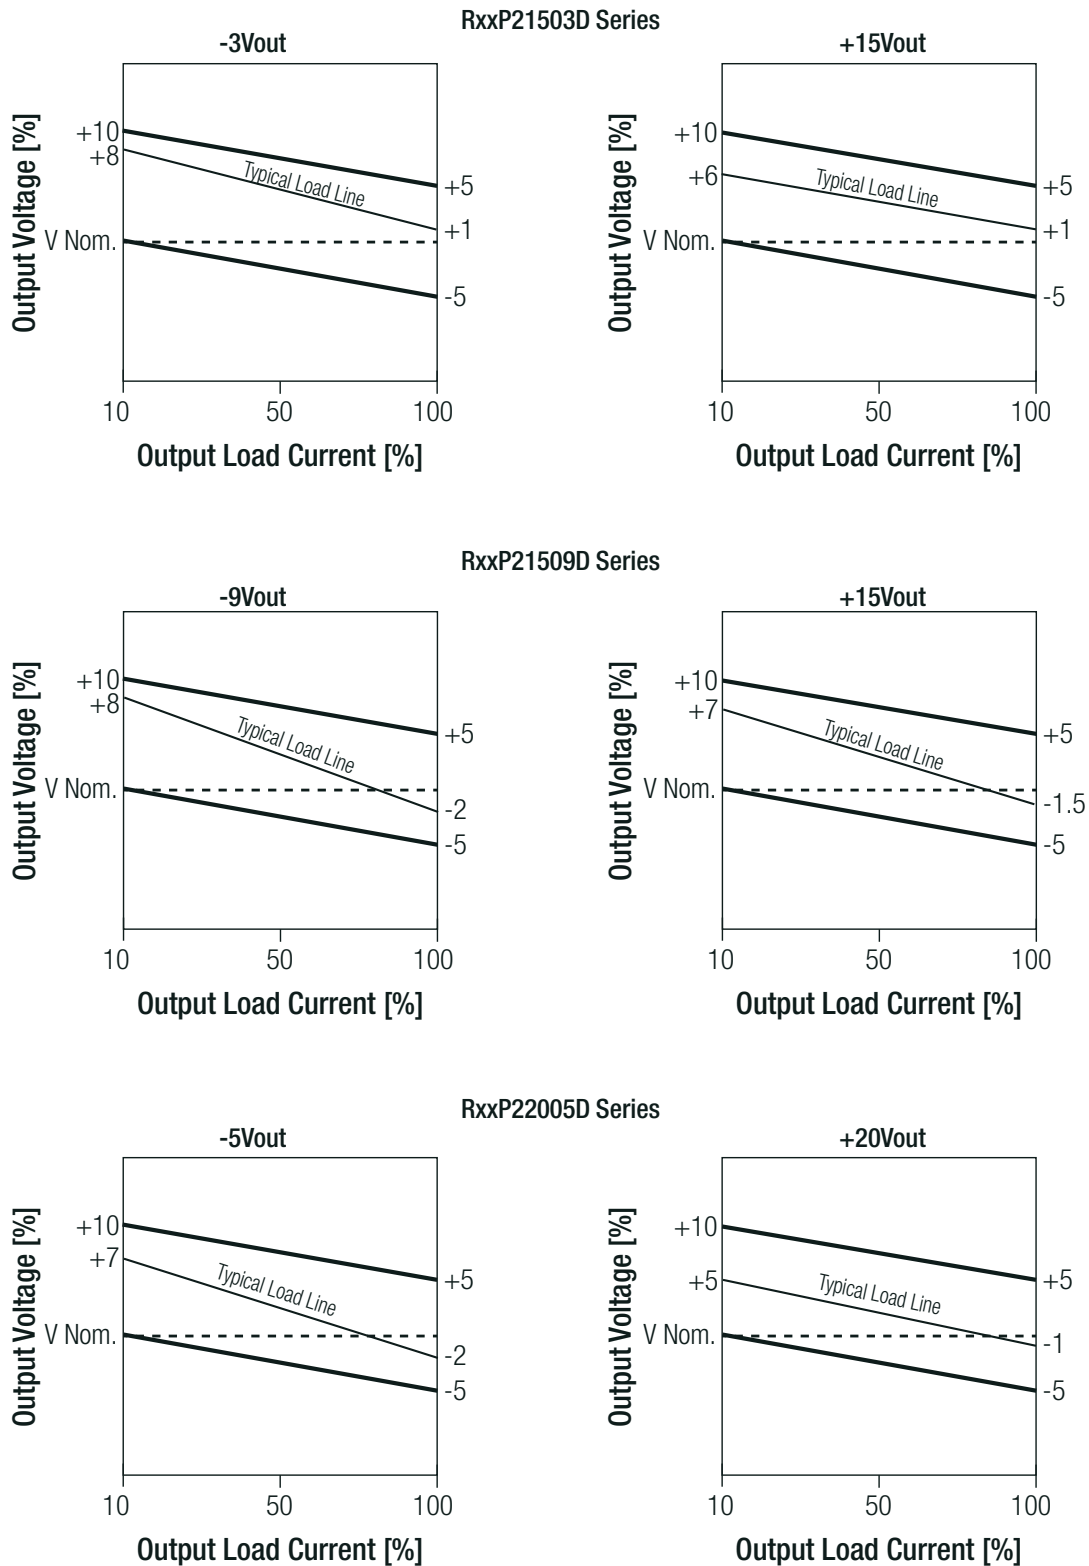 RxxP21503D Series
-3Vout
Output Voltage [%]
+10
+8
V Nom.
Typical Load Line
+5
+1
-5
10
50
100
Output Load Current [%]
+15Vout
Output Voltage [%]
+10
+6
V Nom.
Typical Load Line
+5
+1
-5
10
50
100
Output Load Current [%]
RxxP21509D Series
-9Vout
Output Voltage [%]
+10
+8
V Nom.
Typical Load Line
+5
-2
-5
10
50
100
Output Load Current [%]
+15Vout
Output Voltage [%]
+10
+7
V Nom.
Typical Load Line
+5
-1.5
-5
10
50
100
Output Load Current [%]
RxxP22005D Series
-5Vout
Output Voltage [%]
+10
+7
V Nom.
Typical Load Line
+5
-2
-5
10
50
100
Output Load Current [%]
+20Vout
Output Voltage [%]
+10
+5
V Nom.
Typical Load Line
+5
-1
-5
10
50
100
Output Load Current [%]